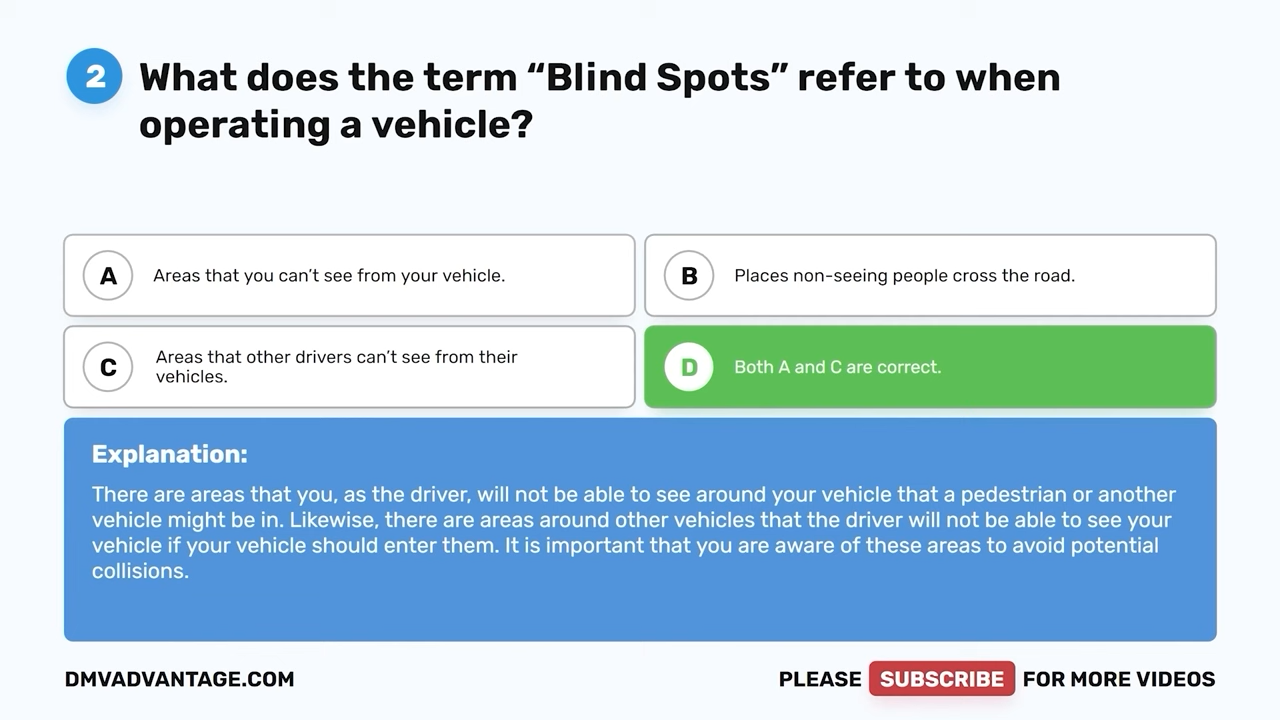 2
What does the term “Blind Spots” refer to when
operating a vehicle?
A
Areas that you can’t see from your vehicle.
B
Places non-seeing people cross the road.
C
Areas that other drivers can’t see from their
vehicles.
D
Both A and C are correct.
Explanation:
There are areas that you, as the driver, will not be able to see around your vehicle that a pedestrian or another
vehicle might be in. Likewise, there are areas around other vehicles that the driver will not be able to see your
vehicle if your vehicle should enter them. It is important that you are aware of these areas to avoid potential
collisions.
DMVADVANTAGE.COM
PLEASE SUBSCRIBE FOR MORE VIDEOS